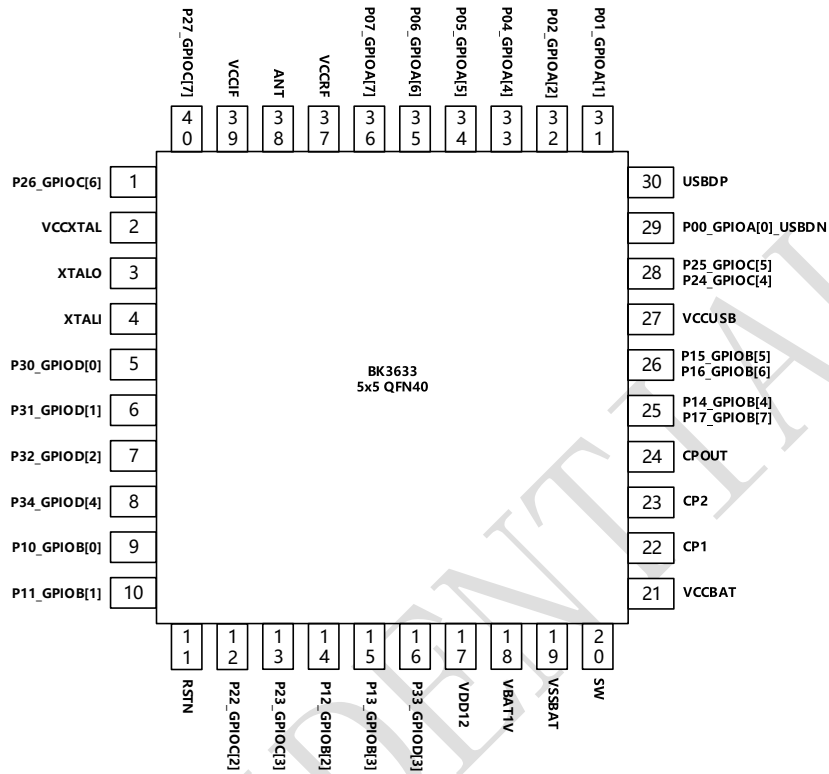 P27_GPIOC[7]
VCCIF
ANT
VCCRF
P07_GPIOA[7]
P06_GPIOA[6]
P05_GPIOA[5]
P04_GPIOA[4]
P02_GPIOA[2]
P01_GPIOA[1]
40
39
38
37
36
35
34
33
32
31
P26_GPIOC[6] 1
VCCXTAL 2
XTALO 3
XTALI 4
P30_GPIOD[0] 5
P31_GPIOD[1] 6
P32_GPIOD[2] 7
P34_GPIOD[4] 8
P10_GPIOB[0] 9
P11_GPIOB[1] 10
BK3633
5x5 QFN40
30 USBDP
29 P00_GPIOA[0]_USBDN
28 P25_GPIOC[5]
P24_GPIOC[4]
27 VCCUSB
26 P15_GPIOB[5]
P16_GPIOB[6]
25 P14_GPIOB[4]
P17_GPIOB[7]
24 CPOUT
23 CP2
22 CP1
21 VCCBAT
11
12
13
14
15
16
17
18
19
20
RSTN
P22_GPIOC[2]
P23_GPIOC[3]
P12_GPIOB[2]
P13_GPIOB[3]
P33_GPIOD[3]
VDD12
VBAT1V
VSSBAT
SW
DENTIAL